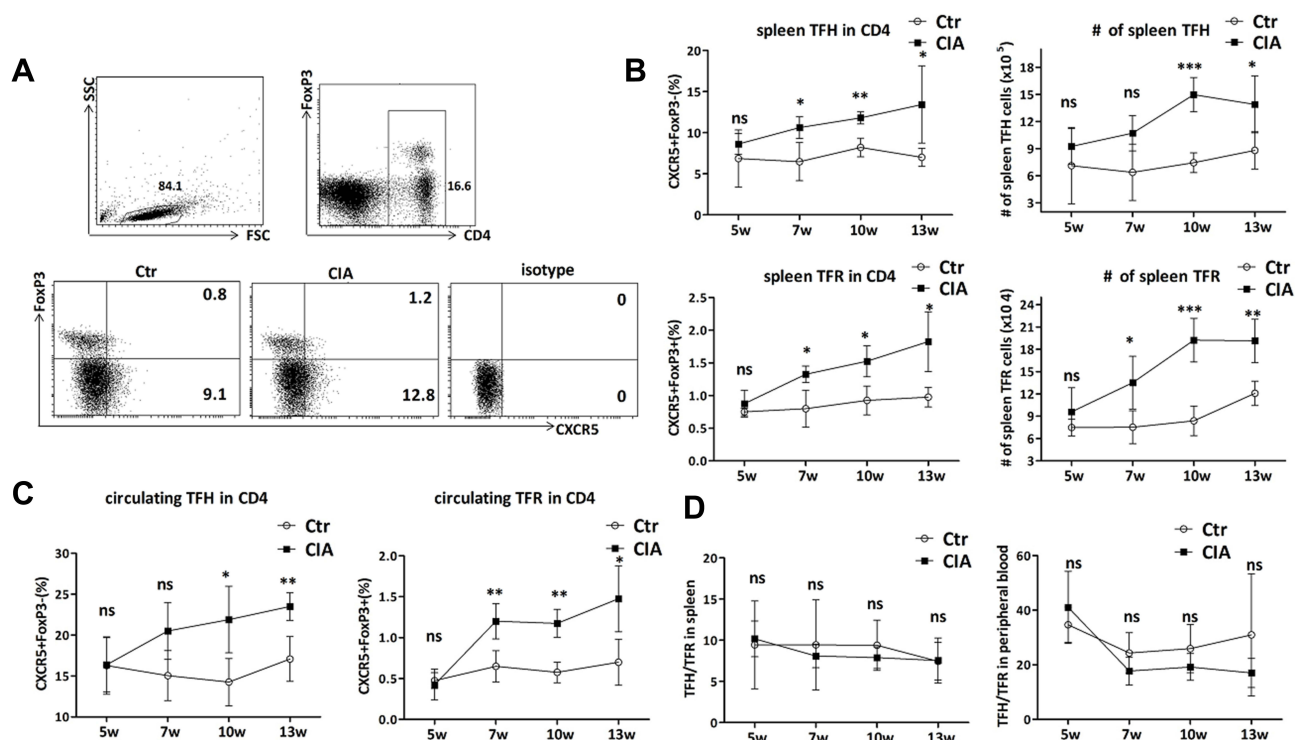 A
SSC
84.1
FSC
FoxP3
16.6
CD4
Ctr
CIA
isotype
FoxP3
0.8
9.1
1.2
12.8
0
0
CXCR5
B
spleen TFH in CD4
Ctr
CIA
CXCR5+FoxP3-(%)
20
15
10
5
0
ns
*
**
*
5w 7w 10w 13w
# of spleen TFH
Ctr
CIA
# of spleen TFH cells (x10 5)
18
15
12
9
6
3
ns
ns
***
*
5w 7w 10w 13w
spleen TFR in CD4
Ctr
CIA
CXCR5+FoxP3+(%)
2.5
2.0
1.5
1.0
0.5
0.0
ns
*
*
*
5w 7w 10w 13w
# of spleen TFR
Ctr
CIA
# of spleen TFR cells (x10 4)
24
21
18
15
12
9
6
3
ns
*
***
**
5w 7w 10w 13w
C
circulating TFH in CD4
Ctr
CIA
CXCR5+FoxP3-(%)
30
25
20
15
10
ns
ns
*
**
5w 7w 10w 13w
circulating TFR in CD4
Ctr
CIA
CXCR5+FoxP3+(%)
2.0
1.5
1.0
0.5
0.0
ns
**
**
*
5w 7w 10w 13w
D
Ctr
CIA
TFH/TFR in spleen
20
15
10
5
0
ns
ns
ns
ns
5w 7w 10w 13w
Ctr
CIA
TFH/TFR in peripheral blood
60
40
20
0
ns
ns
ns
ns
5w 7w 10w 13w